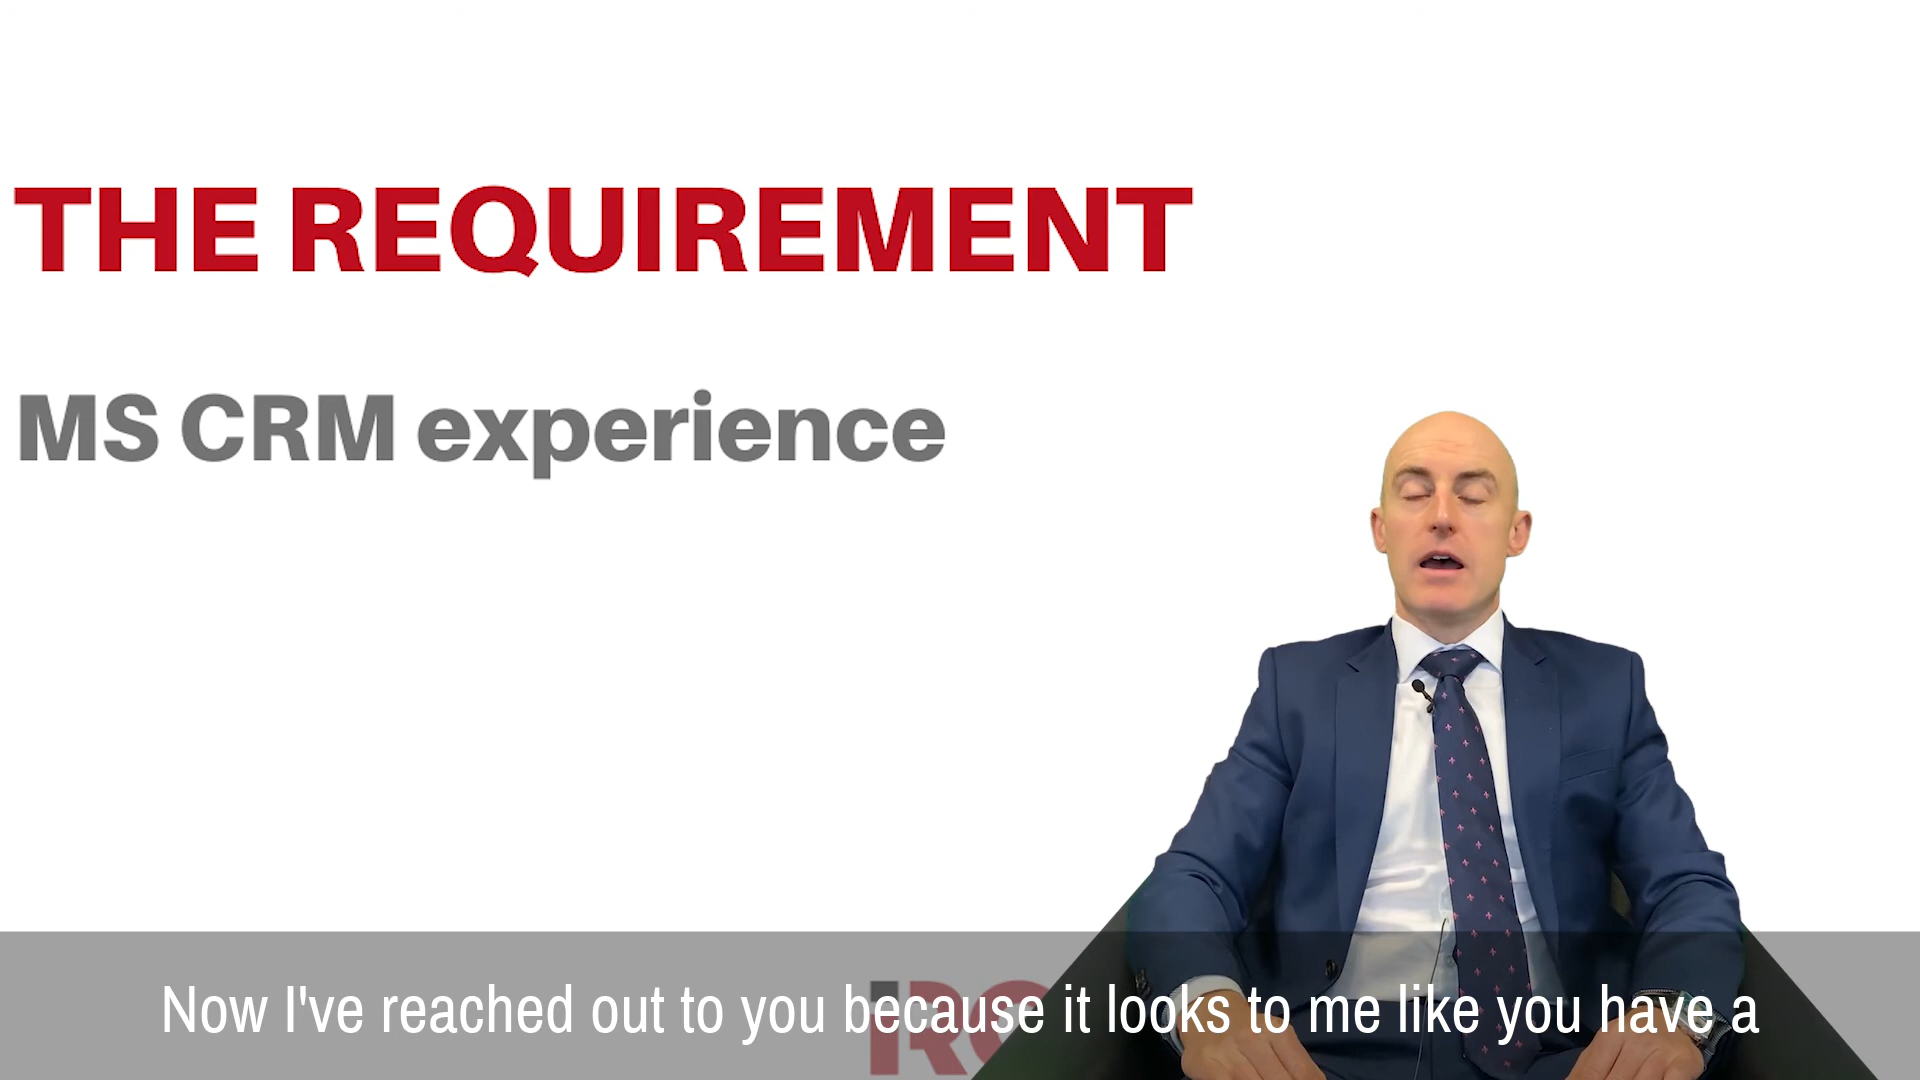 THE REQUIREMENT
MS CRM experience
Now I've reached out to you because it looks to me like you have a